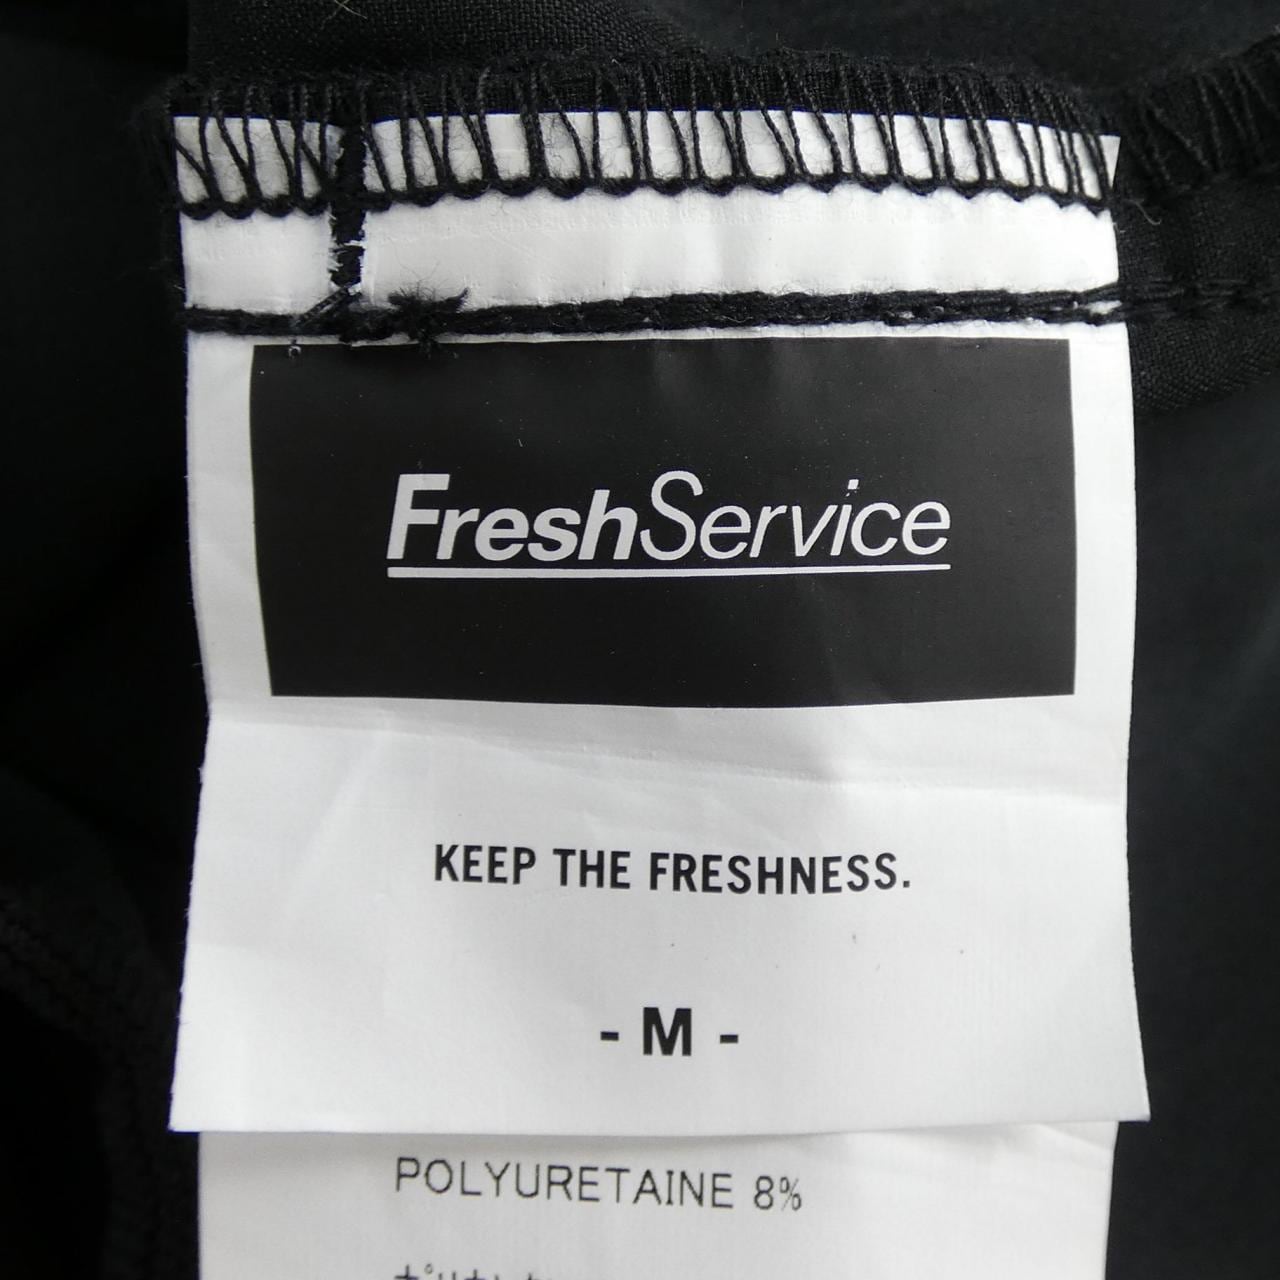 FreshService
KEEP THE FRESHNESS.
- M -
POLYURETAINE 8%